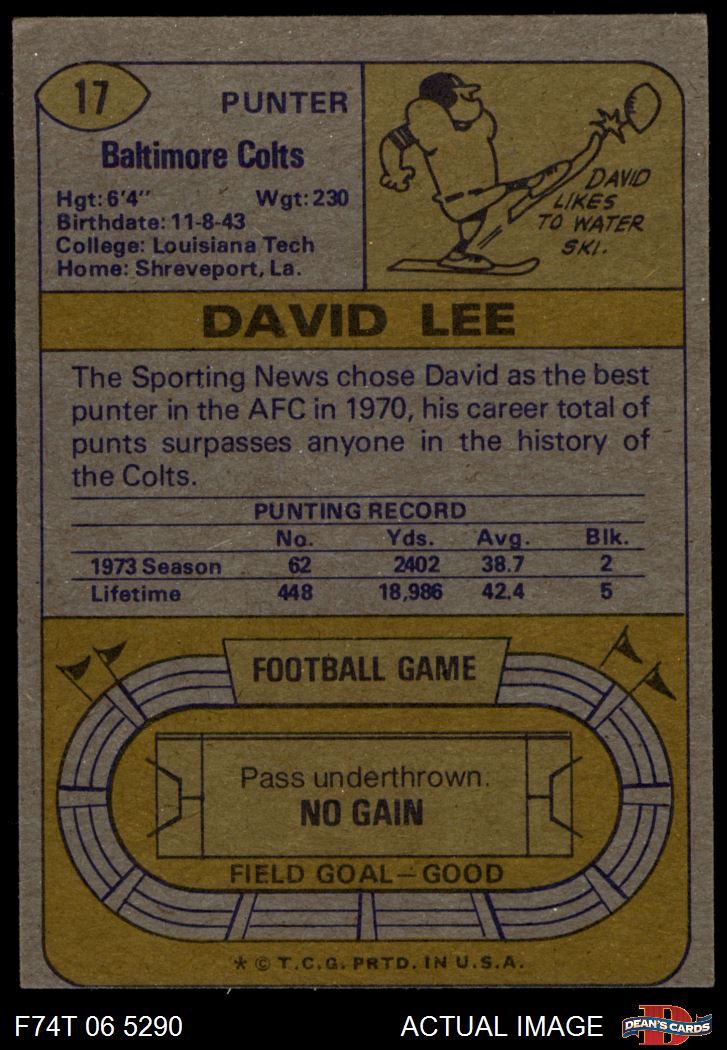 17
PUNTER
Baltimore Colts
Hgt: 6'4" Wgt: 230
Birthdate: 11-8-43
College: Louisiana Tech
Home: Shreveport, La.
DAVID
LIKES
TO WATER
SKI.
DAVID LEE
The Sporting News chose David as the best
punter in the AFC in 1970, his career total of
punts surpasses anyone in the history of
the Colts.
PUNTING RECORD
No. Yds. Avg. Blk.
1973 Season 62 2402 38.7 2
Lifetime 448 18,986 42.4 5
FOOTBALL GAME
Pass underthrown.
NO GAIN
FIELD GOAL—GOOD
* © T.C.G. PRTD. IN U.S.A.
F74T 06 5290 ACTUAL IMAGE
D
DEAN'S CARDS